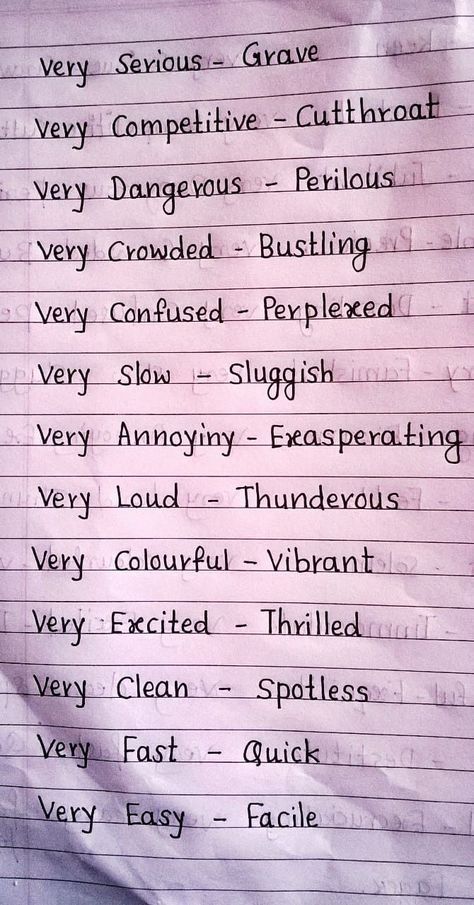 Very Serious - Grave
Very Competitive - Cutthroat
Very Dangerous - Perilous
Very Crowded - Bustling
Very Confused - Perplexed
Very Slow - Sluggish
Very Annoyiny - Exasperating
Very Loud - Thunderous
Very Colourful - Vibrant
Very Excited - Thrilled
Very Clean - Spotless
Very Fast - Quick
Very Easy - Facile